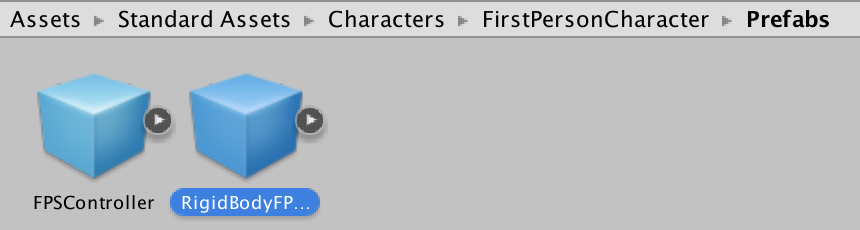 Assets Standard Assets Characters FirstPersonCharacter Prefabs
FPSController RigidBodyFP...